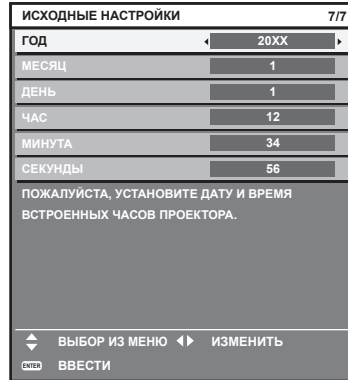 ИСХОДНЫЕ НАСТРОЙКИ 7/7
ГОД 20XX
МЕСЯЦ 1
ДЕНЬ 1
ЧАС 12
МИНУТА 34
СЕКУНДЫ 56
ПОЖАЛУЙСТА, УСТАНОВИТЕ ДАТУ И ВРЕМЯ
ВСТРОЕННЫХ ЧАСОВ ПРОЕКТОРА.
ВЫБОР ИЗ МЕНЮ ИЗМЕНИТЬ
ENTER ВВЕСТИ